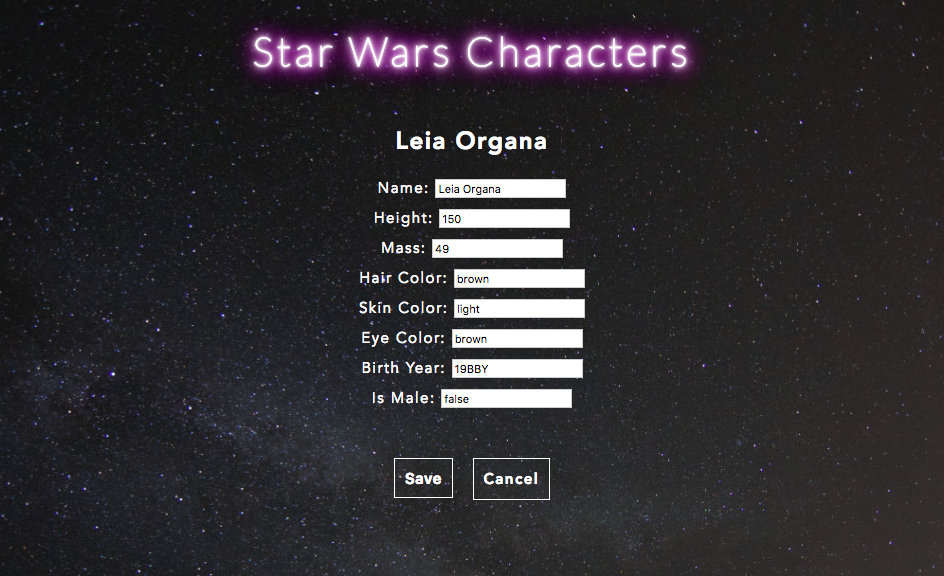 Star Wars Characters
Leia Organa
Name: Leia Organa
Height: 150
Mass: 49
Hair Color: brown
Skin Color: light
Eye Color: brown
Birth Year: 19BBY
Is Male: false
Save Cancel